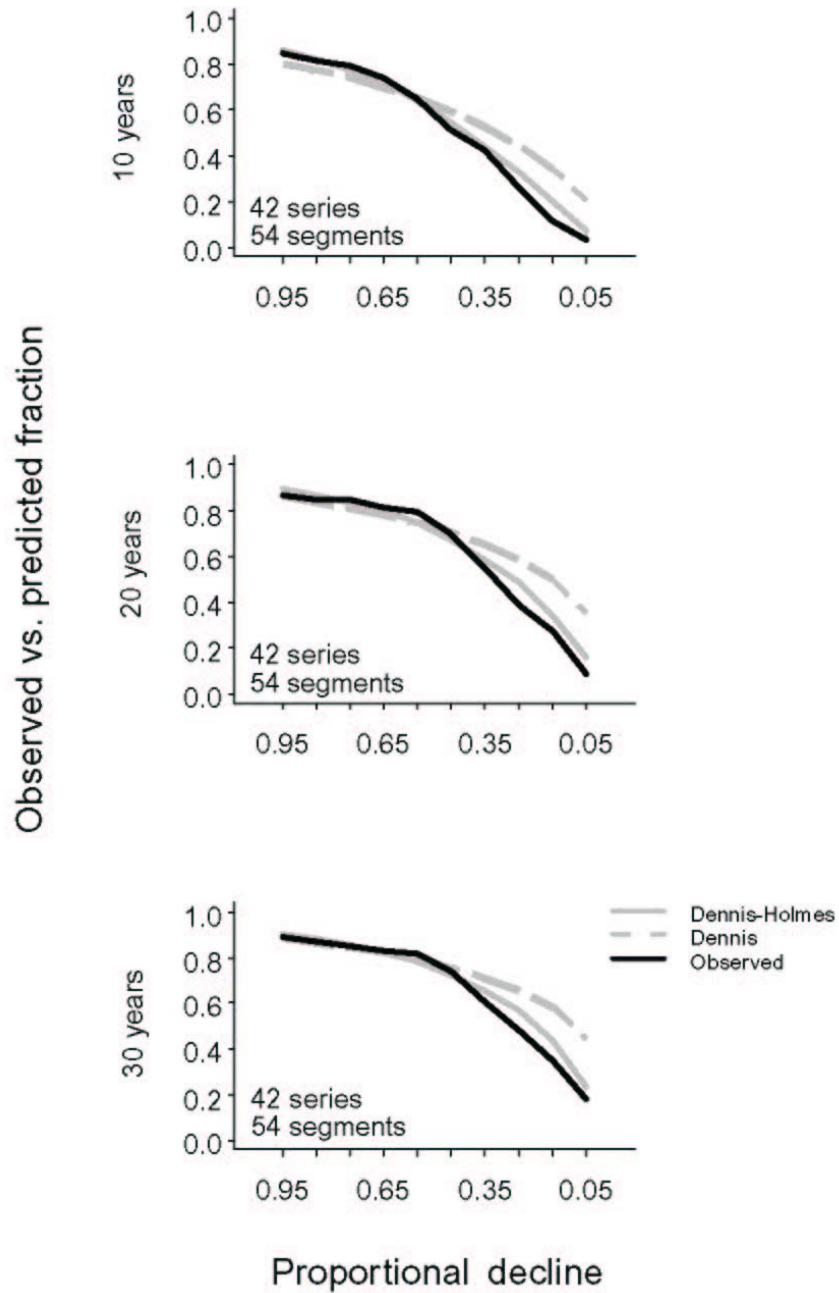 Observed vs. predicted fraction
10 years
1.0
0.8
0.6
0.4
0.2
0.0
42 series
54 segments
0.95 0.65 0.35 0.05
20 years
1.0
0.8
0.6
0.4
0.2
0.0
42 series
54 segments
0.95 0.65 0.35 0.05
30 years
1.0
0.8
0.6
0.4
0.2
0.0
42 series
54 segments
0.95 0.65 0.35 0.05
Dennis-Holmes
Dennis
Observed
Proportional decline